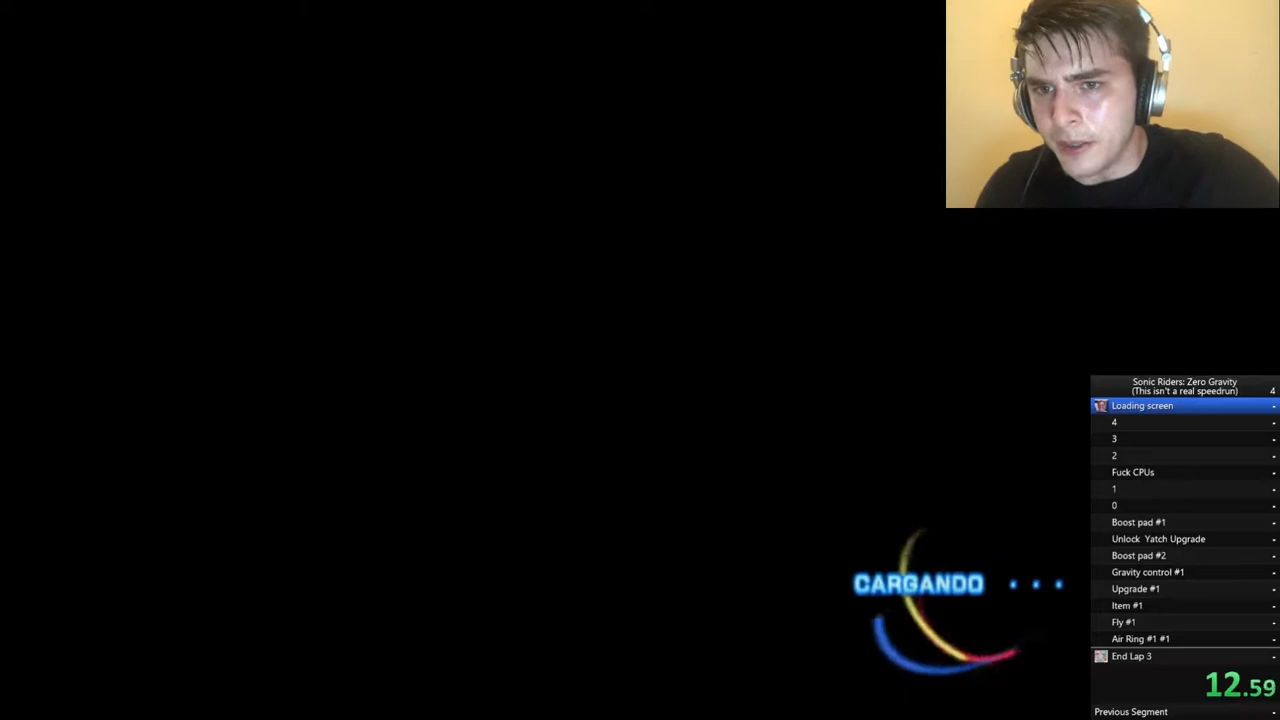 Sonic Riders: Zero Gravity
(This isn't a real speedrun) 4
Loading screen -
4 -
3 -
2 -
Fuck CPUs -
1 -
0 -
Boost pad #1 -
Unlock Yatch Upgrade -
Boost pad #2 -
Gravity control #1 -
Upgrade #1 -
Item #1 -
Fly #1 -
Air Ring #1 #1 -
CARGANDO . . .
End Lap 3 -
12.59
Previous Segment -